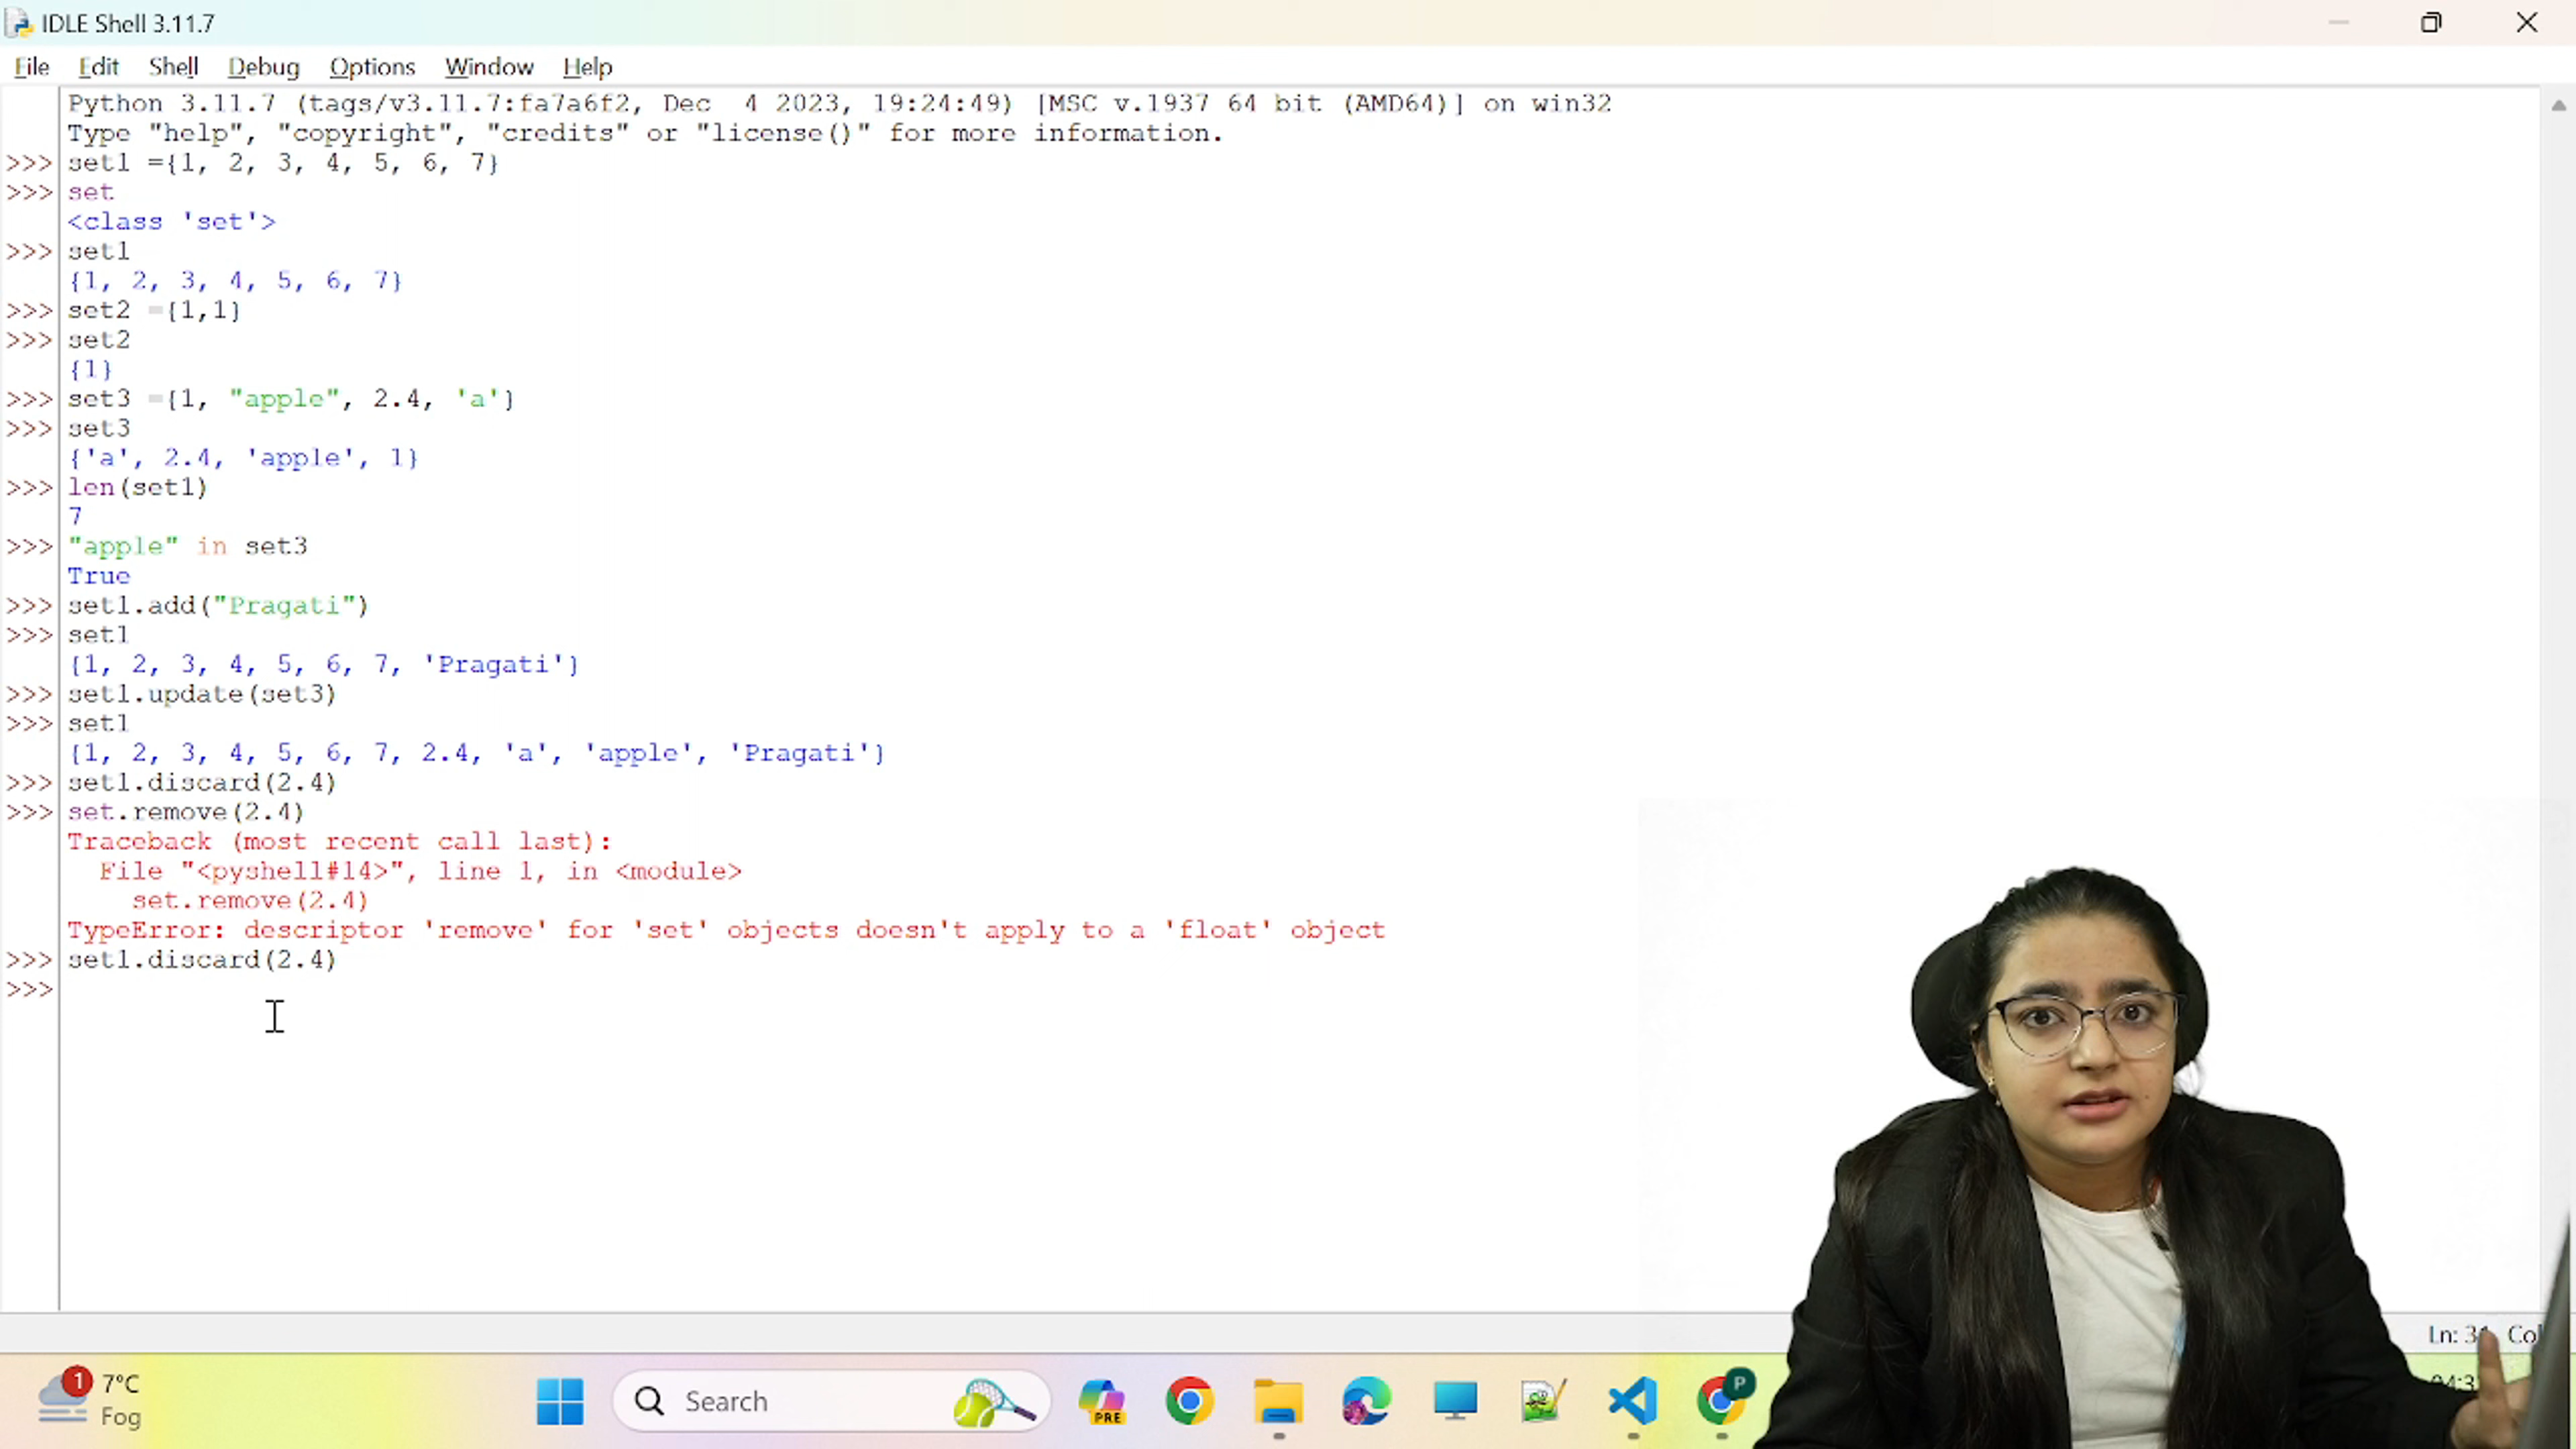 IDLE Shell 3.11.7
File Edit Shell Debug Options Window Help
Python 3.11.7 (tags/v3.11.7:fa7a6f2, Dec  4 2023, 19:24:49) [MSC v.1937 64 bit (AMD64)] on win32
Type "help", "copyright", "credits" or "license()" for more information.
>>> set1 ={1, 2, 3, 4, 5, 6, 7}
>>> set
<class 'set'>
>>> set1
{1, 2, 3, 4, 5, 6, 7}
>>> set2 ={1,1}
>>> set2
{1}
>>> set3 ={1, "apple", 2.4, 'a'}
>>> set3
{'a', 2.4, 'apple', 1}
>>> len(set1)
7
>>> "apple" in set3
True
>>> set1.add("Pragati")
>>> set1
{1, 2, 3, 4, 5, 6, 7, 'Pragati'}
>>> set1.update(set3)
>>> set1
{1, 2, 3, 4, 5, 6, 7, 2.4, 'a', 'apple', 'Pragati'}
>>> set1.discard(2.4)
>>> set.remove(2.4)
Traceback (most recent call last):
  File "<pyshell#14>", line 1, in <module>
    set.remove(2.4)
TypeError: descriptor 'remove' for 'set' objects doesn't apply to a 'float' object
>>> set1.discard(2.4)
>>>
Ln:
1 7°C
Fog
Search
PRE
P